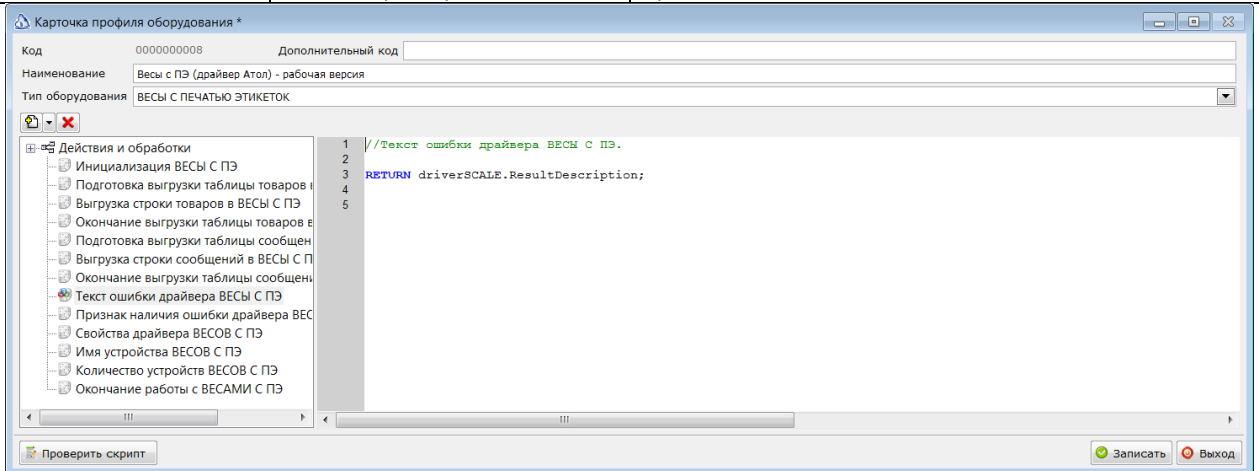 Карточка профиля оборудования *
Код 0000000008 Дополнительный код
Наименование Весы с ПЭ (драйвер Атол) - рабочая версия
Тип оборудования ВЕСЫ С ПЕЧАТЬЮ ЭТИКЕТОК
Действия и обработки
Инициализация ВЕСЫ С ПЭ
Подготовка выгрузки таблицы товаров в
Выгрузка строки товаров в ВЕСЫ С ПЭ
Окончание выгрузки таблицы товаров в
Подготовка выгрузки таблицы сообщен
Выгрузка строки сообщений в ВЕСЫ С П
Окончание выгрузки таблицы сообщени
Текст ошибки драйвера ВЕСЫ С ПЭ
Признак наличия ошибки драйвера ВЕС
Свойства драйвера ВЕСОВ С ПЭ
Имя устройства ВЕСОВ С ПЭ
Количество устройств ВЕСОВ С ПЭ
Окончание работы с ВЕСАМИ С ПЭ
1 //Текст ошибки драйвера ВЕСЫ С ПЭ.
2
3 RETURN driverSCALE.ResultDescription;
4
5
Проверить скрипт
Записать Выход